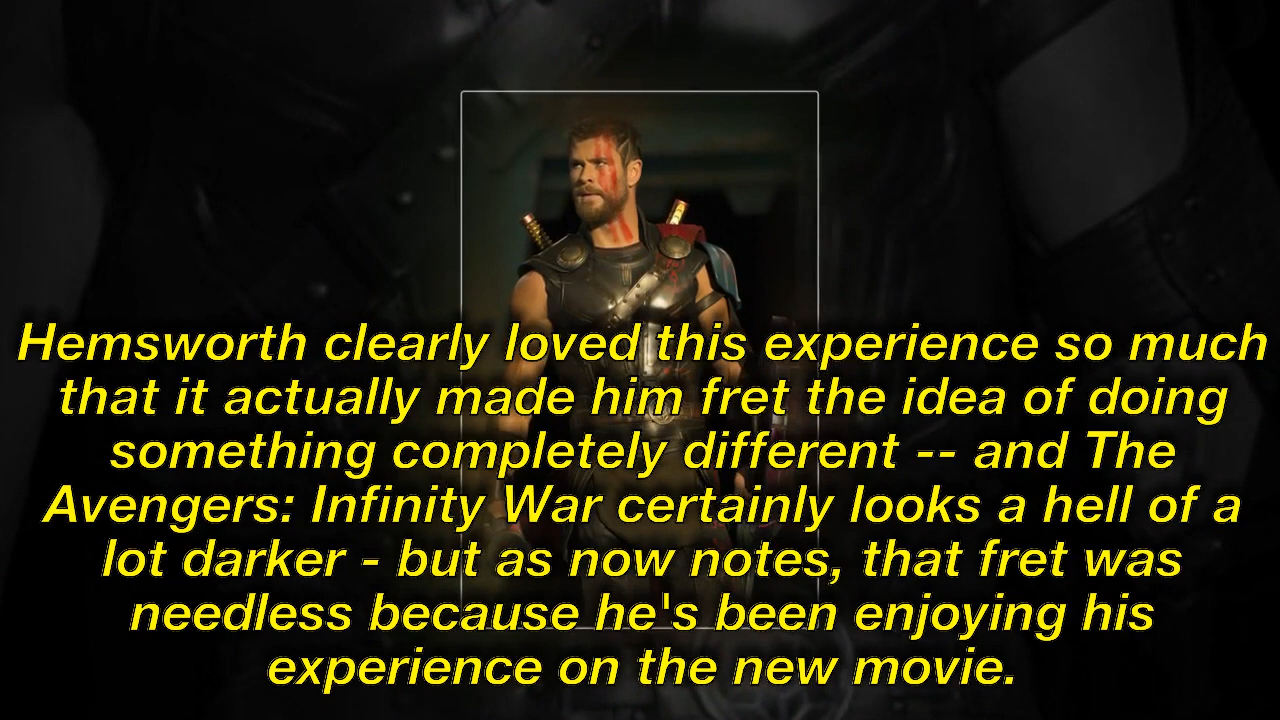 Hemsworth clearly loved this experience so much
that it actually made him fret the idea of doing
something completely different -- and The
Avengers: Infinity War certainly looks a hell of a
lot darker - but as now notes, that fret was
needless because he's been enjoying his
experience on the new movie.